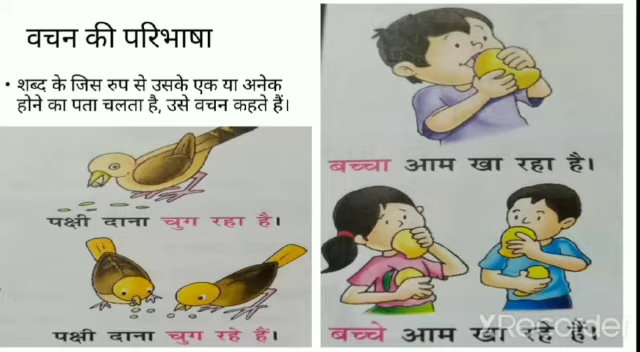 वचन की परिभाषा
• शब्द के जिस रुप से उसके एक या अनेक
होने का पता चलता है, उसे वचन कहते हैं।
पक्षी दाना चुग रहा है।
पक्षी दाना चुग रहे हैं।
बच्चा आम खा रहा है।
बच्चे आम खा रहे हैं।
XRecorder